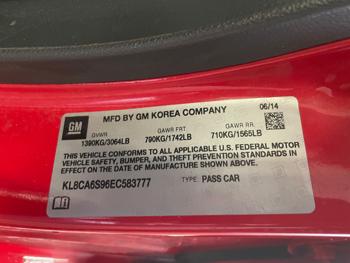 MFD BY GM KOREA COMPANY 06/14
GM
GVWR GAWR FRT GAWR RR.
1390KG/3064LB 790KG/1742LB 710KG/1565LB
THIS VEHICLE CONFORMS TO ALL APPLICABLE U.S. FEDERAL MOTOR
VEHICLE SAFETY, BUMPER, AND THEFT PREVENTION STANDARDS IN
EFFECT ON THE DATE OF MANUFACTURE SHOWN ABOVE.
KL8CA6S96EC583777 TYPE: PASS CAR